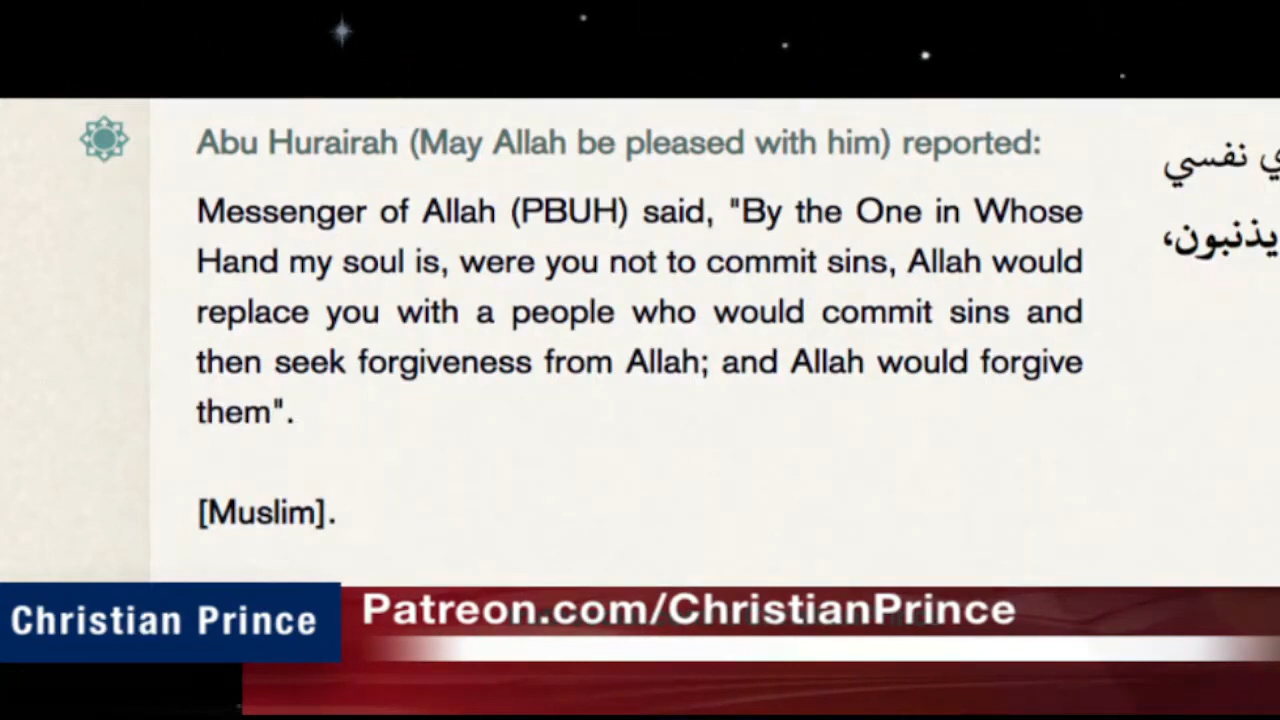 Abu Hurairah (May Allah be pleased with him) reported:
Messenger of Allah (PBUH) said, "By the One in Whose
Hand my soul is, were you not to commit sins, Allah would
replace you with a people who would commit sins and
then seek forgiveness from Allah; and Allah would forgive
them".
[Muslim].
ي نفسي
يذنبون،
Christian Prince
Patreon.com/ChristianPrince